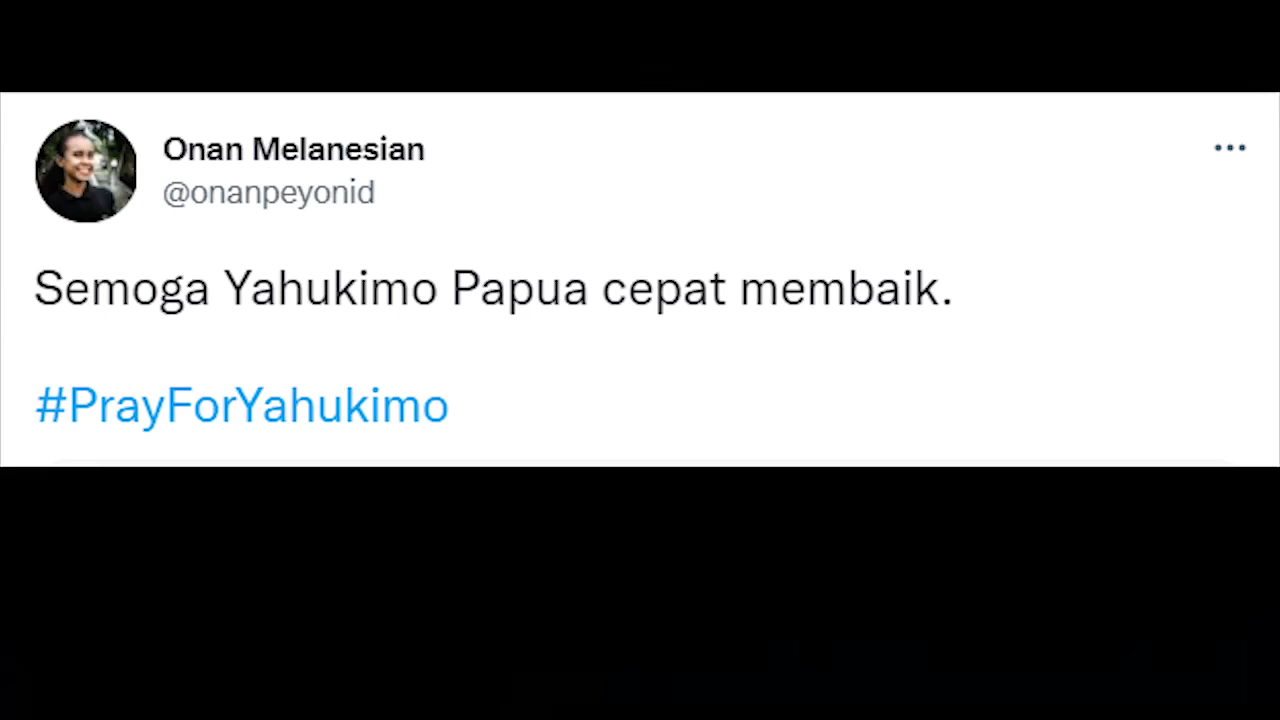 Onan Melanesian
@onanpeyonid
Semoga Yahukimo Papua cepat membaik.
#PrayForYahukimo